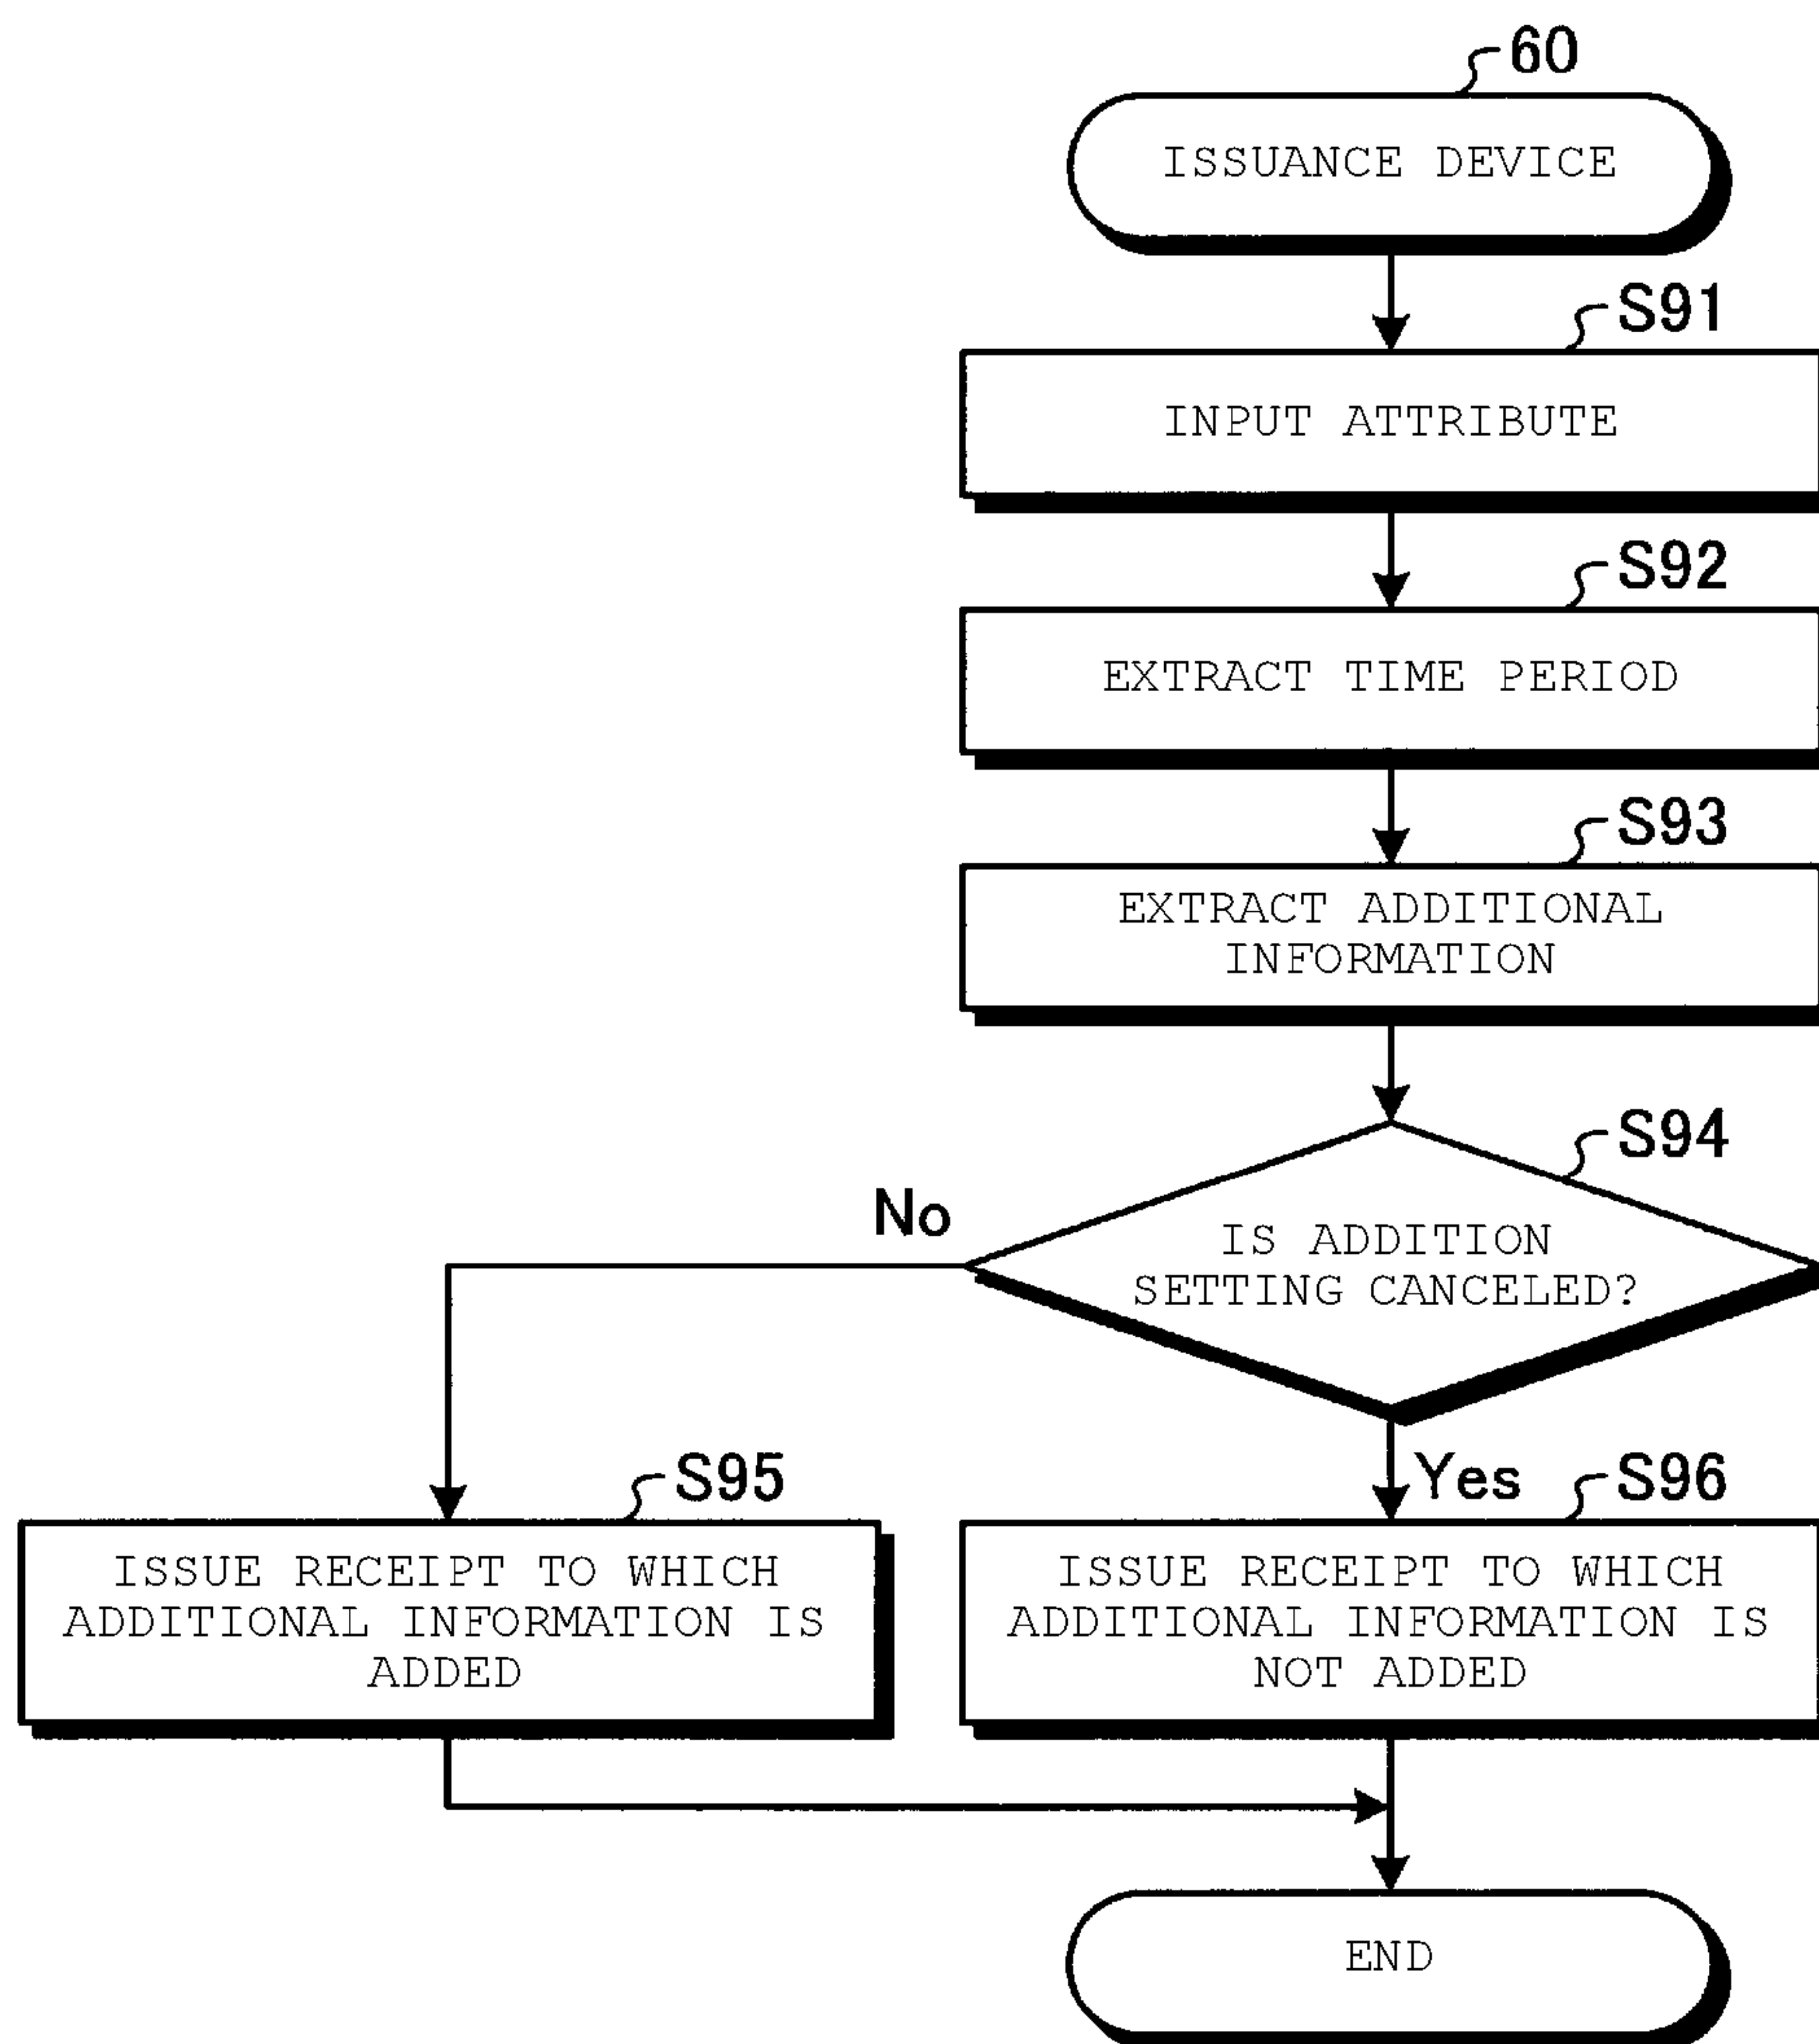 60
ISSUANCE DEVICE
S91
INPUT ATTRIBUTE
S92
EXTRACT TIME PERIOD
S93
EXTRACT ADDITIONAL
INFORMATION
S94
No
IS ADDITION
SETTING CANCELED?
S95
ISSUE RECEIPT TO WHICH
ADDITIONAL INFORMATION IS
ADDED
Yes
S96
ISSUE RECEIPT TO WHICH
ADDITIONAL INFORMATION IS
NOT ADDED
END